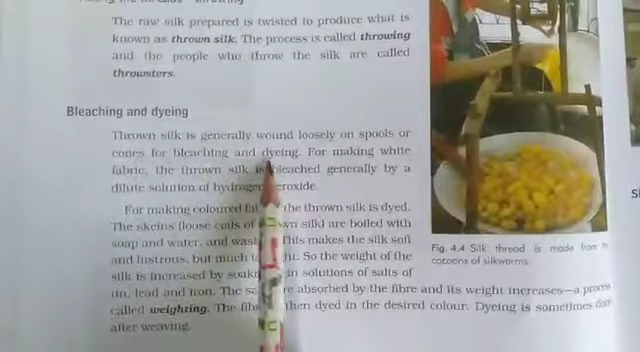 The raw silk prepared is twisted to produce what is
known as thrown silk. The process is called throwing
and the people who throw the silk are called
throwsters.
Bleaching and dyeing
Thrown silk is generally wound loosely on spools or
cones for bleaching and dyeing. For making white
fabric, the thrown silk is bleached generally by a
dilute solution of hydrogen peroxide.
For making coloured the thrown silk is dyed.
The skeins (loose coils of thrown silk) are boiled with
soap and water, and This makes the silk soft
and lustrous, but much So the weight of the
silk is increased by in solutions of salts of
tin, lead and iron. The are absorbed by the fibre and its weight increases—a process
called weighting. The then dyed in the desired colour. Dyeing is sometimes done
after weaving.
Fig. 4.4 Silk thread is made from
cocoons of silkworms.